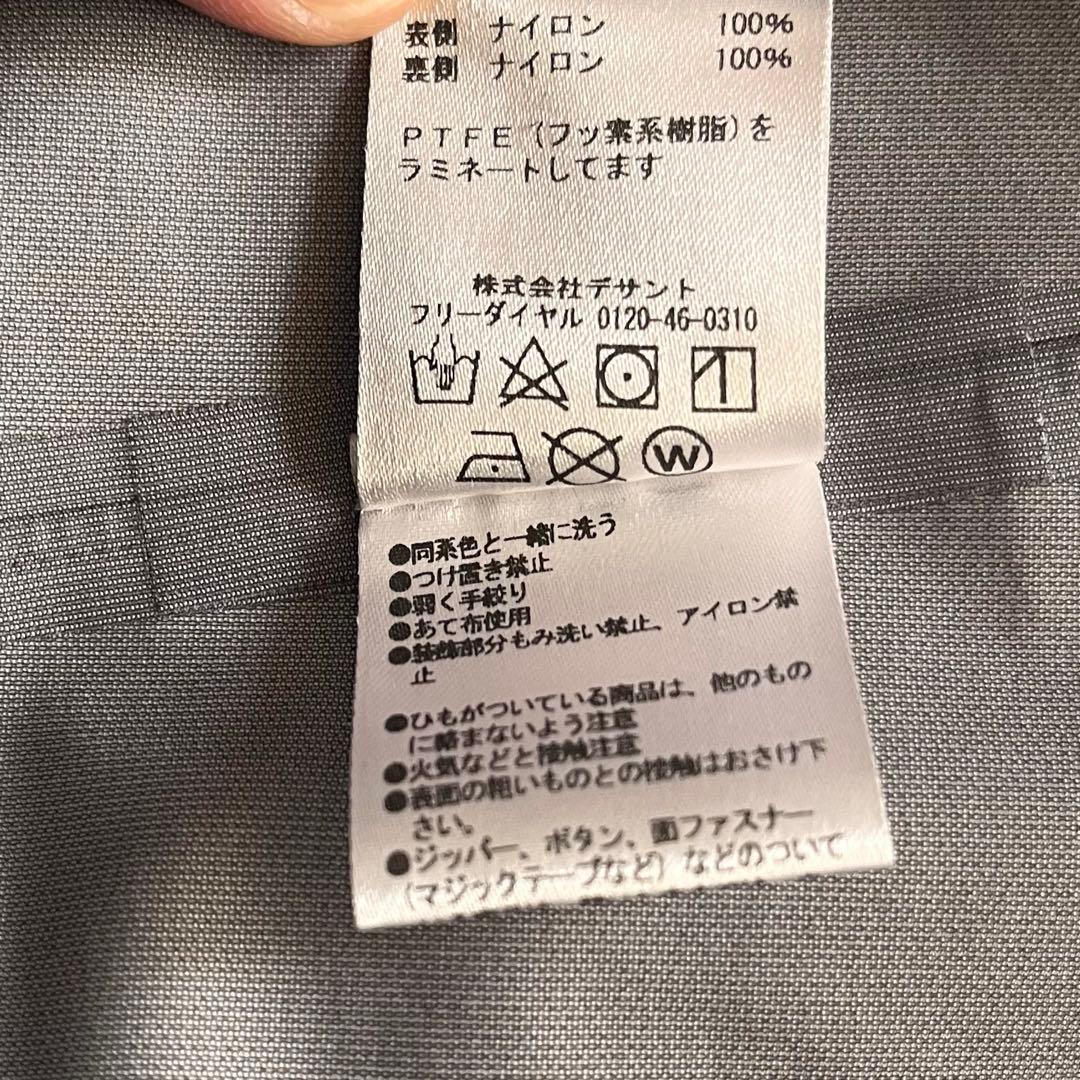 表側 ナイロン 100%
裏側 ナイロン 100%
PTFE(フッ素系樹脂)を
ラミネートしてます
株式会社デサント
フリーダイヤル 0120-46-0310
W
●同系色と一緒に洗う
●つけ置き禁止
●弱く手絞り
●あて布使用
●装飾部分もみ洗い禁止、アイロン禁
止
●ひもがついている商品は、他のもの
に絡まないよう注意
●火気などと接触注意
●表面の粗いものとの接触はおさけ下
さい。
●ジッパー、ボタン、面ファスナー
(マジックテープなど)などのついて